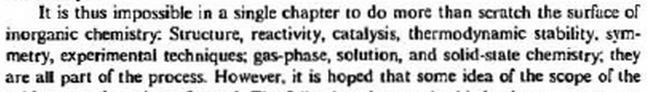 It is thus impossible in a single chapter to do more than scratch the surface of
inorganic chemistry: Structure, reactivity, catalysis, thermodynamic stability, sym-
metry, experimental techniques; gas-phase, solution, and solid-state chemistry; they
are all part of the process. However, it is hoped that some idea of the scope of the